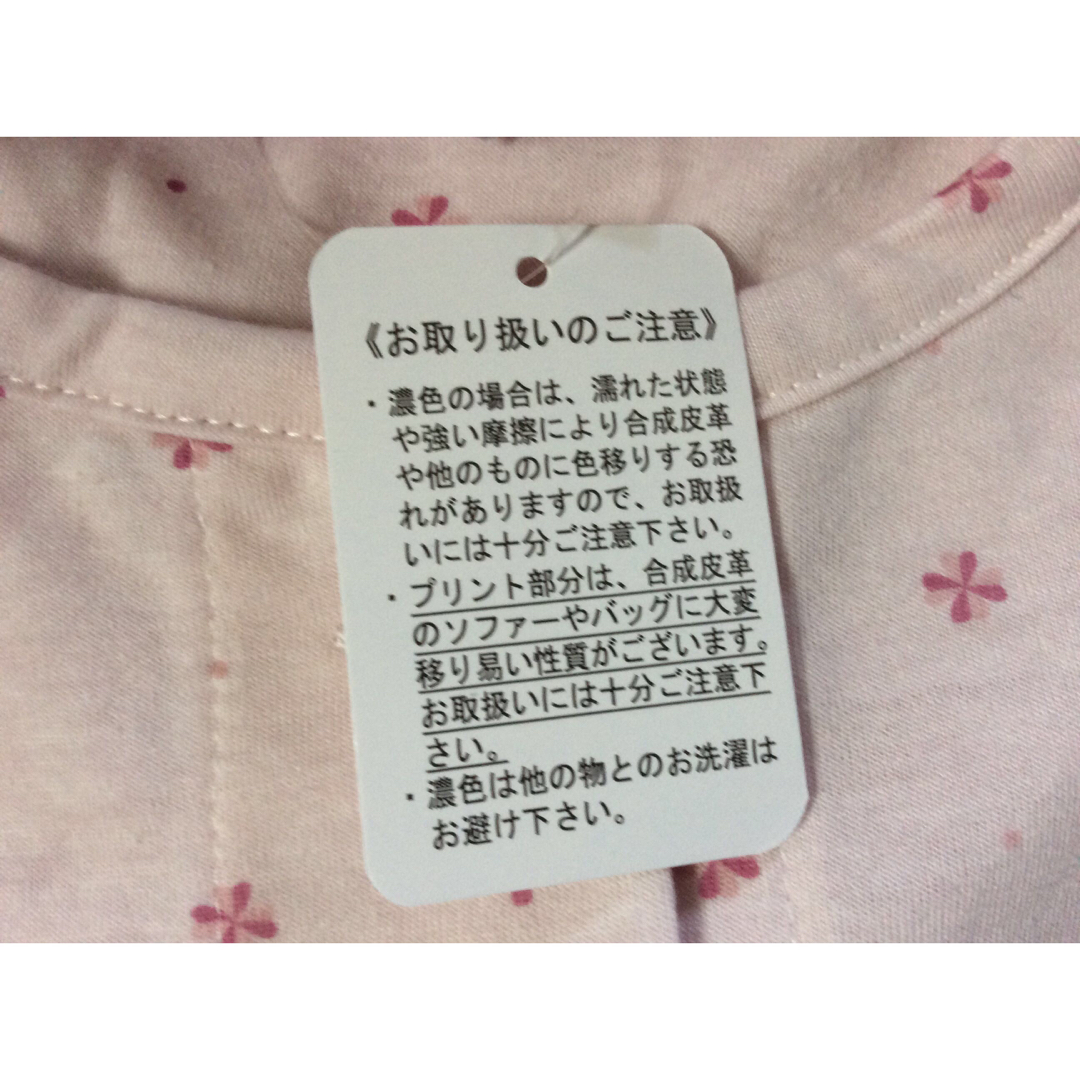 《お取り扱いのご注意》
・濃色の場合は、濡れた状態
や強い摩擦により合成皮革
や他のものに色移りする恐
れがありますので、お取扱
いには十分ご注意下さい。
・プリント部分は、合成皮革
のソファーやバッグに大変
移り易い性質がございます。
お取扱いには十分ご注意下
さい。
・濃色は他の物とのお洗濯は
お避け下さい。